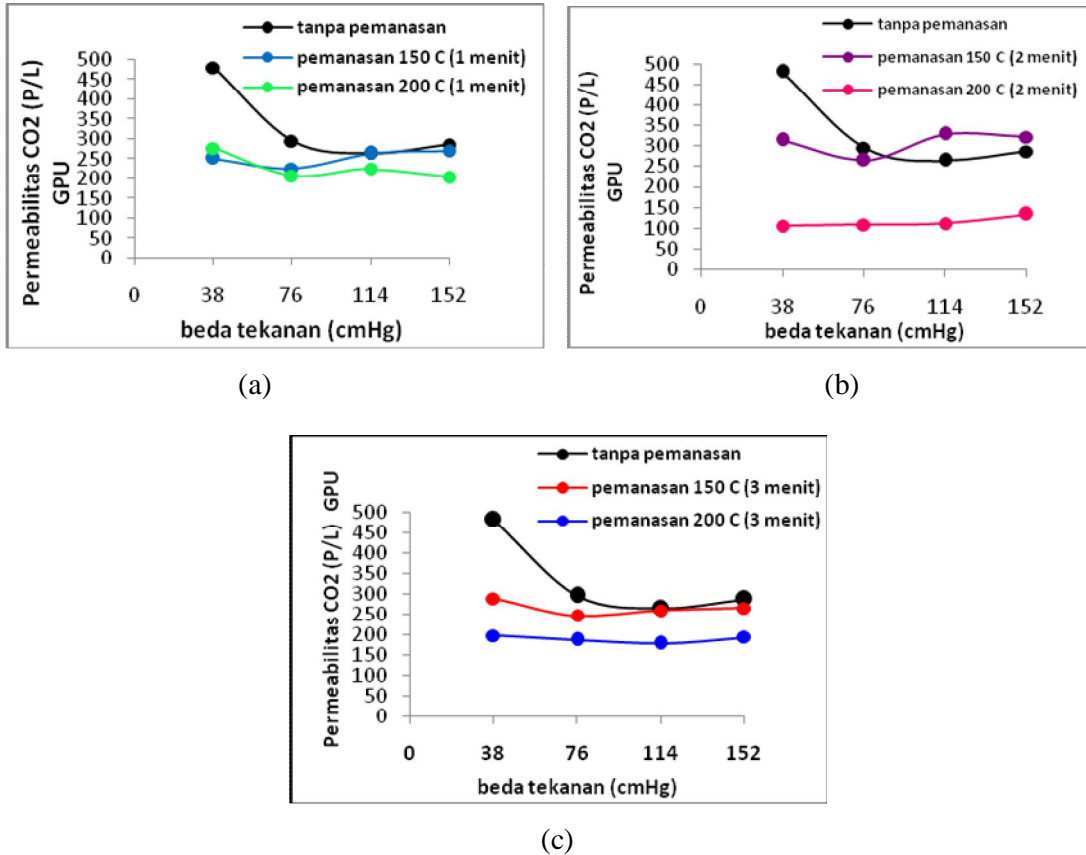 tanpa pemanasan
pemanasan 150 C (1 menit)
pemanasan 200 C (1 menit)
Permeabilitas CO2 (P/L)
GPU
500
450
400
350
300
250
200
150
100
50
0
0 38 76 114 152
beda tekanan (cmHg)
(a)
tanpa pemanasan
pemanasan 150 C (2 menit)
pemanasan 200 C (2 menit)
Permeabilitas CO2 (P/L)
GPU
500
450
400
350
300
250
200
150
100
50
0
0 38 76 114 152
beda tekanan (cmHg)
(b)
tanpa pemanasan
pemanasan 150 C (3 menit)
pemanasan 200 C (3 menit)
Permeabilitas CO2 (P/L) GPU
500
450
400
350
300
250
200
150
100
50
0
0 38 76 114 152
beda tekanan (cmHg)
(c)